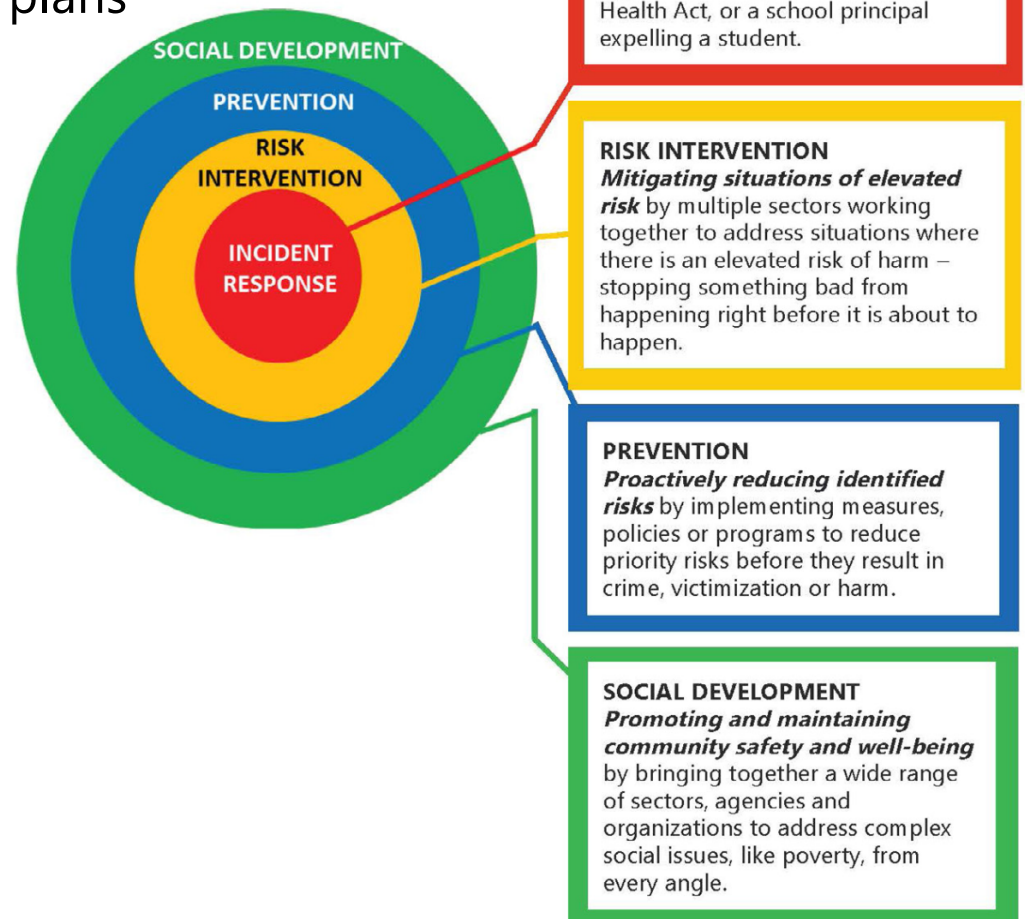 plans
SOCIAL DEVELOPMENT
PREVENTION
RISK
INTERVENTION
INCIDENT
RESPONSE
Health Act, or a school principal
expelling a student.
RISK INTERVENTION
Mitigating situations of elevated
risk by multiple sectors working
together to address situations where
there is an elevated risk of harm –
stopping something bad from
happening right before it is about to
happen.
PREVENTION
Proactively reducing identified
risks by implementing measures,
policies or programs to reduce
priority risks before they result in
crime, victimization or harm.
SOCIAL DEVELOPMENT
Promoting and maintaining
community safety and well-being
by bringing together a wide range
of sectors, agencies and
organizations to address complex
social issues, like poverty, from
every angle.